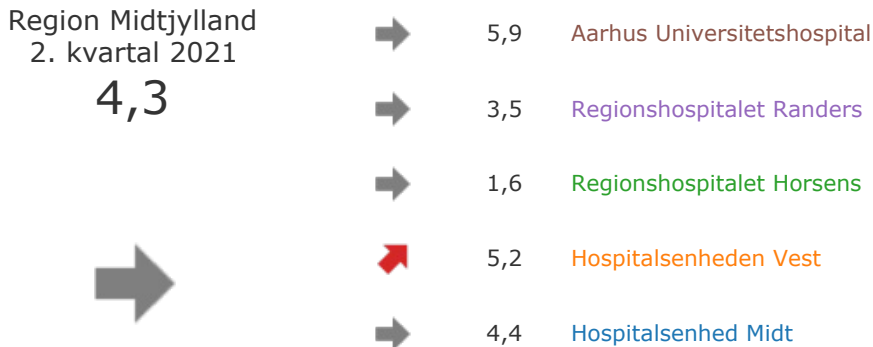 Region Midtjylland
2. kvartal 2021
4,3
5,9 Aarhus Universitetshospital
3,5 Regionshospitalet Randers
1,6 Regionshospitalet Horsens
5,2 Hospitalsenheden Vest
4,4 Hospitalsenhed Midt